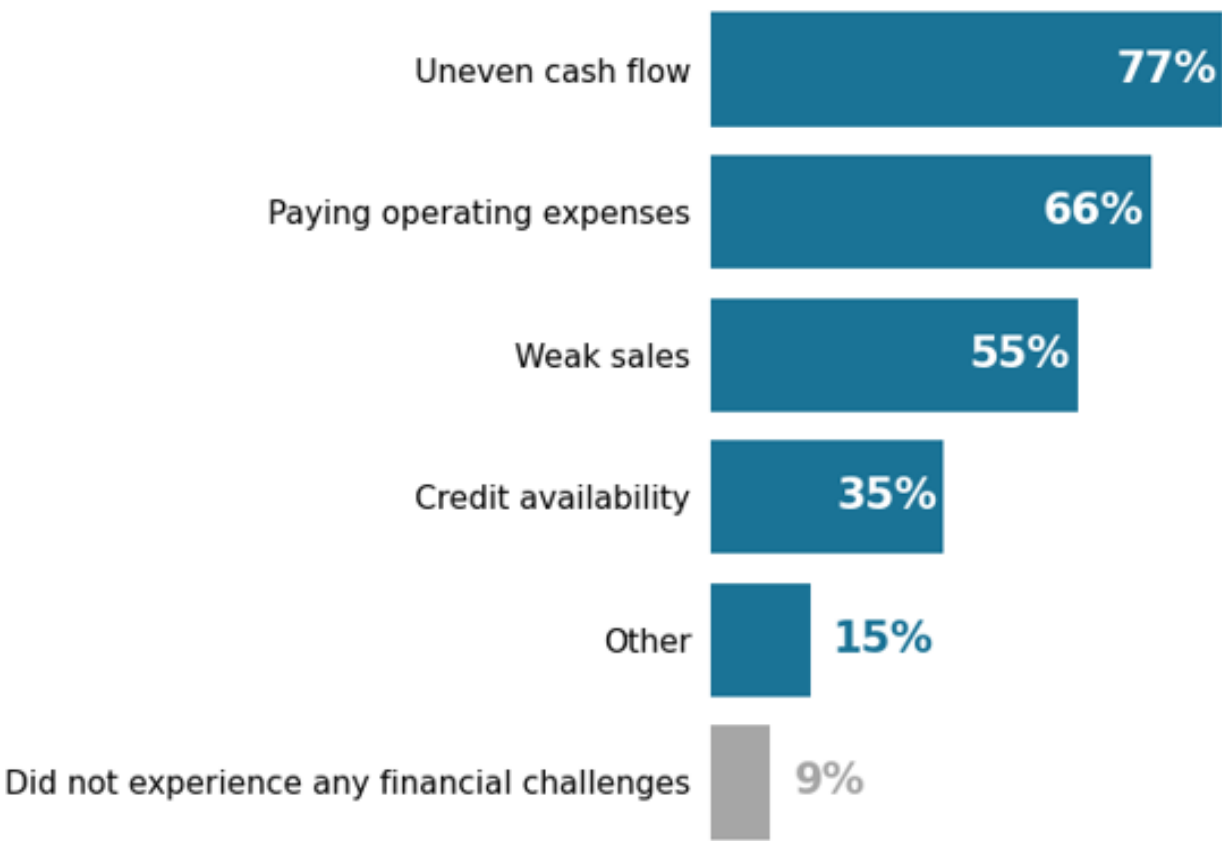 Uneven cash flow 77%
Paying operating expenses 66%
Weak sales 55%
Credit availability 35%
Other 15%
Did not experience any financial challenges 9%